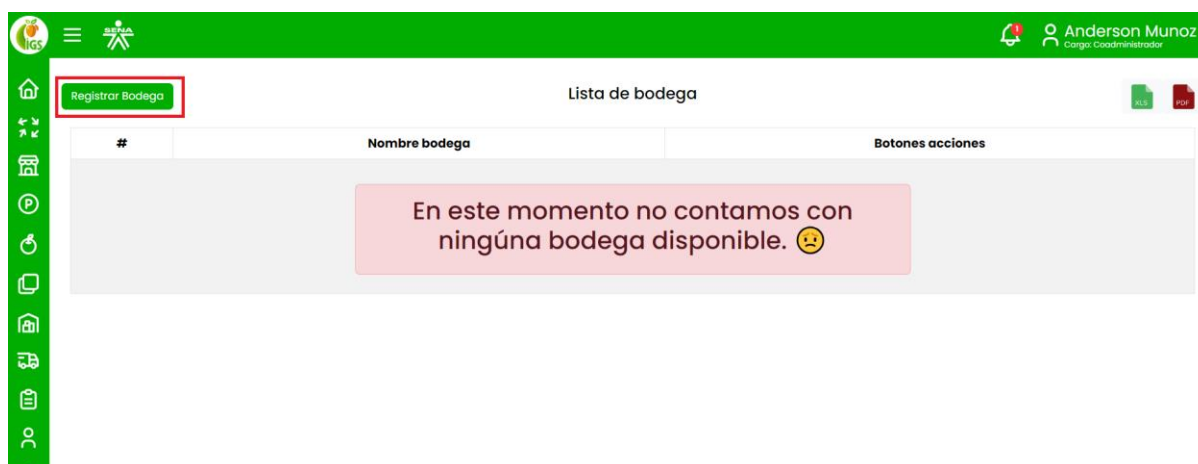 IGS
SENA
1
Anderson Munoz
Cargo: Coadministrador
Registrar Bodega
Lista de bodega
XLS
PDF
# Nombre bodega Botones acciones
En este momento no contamos con
ningúna bodega disponible. 😟
P